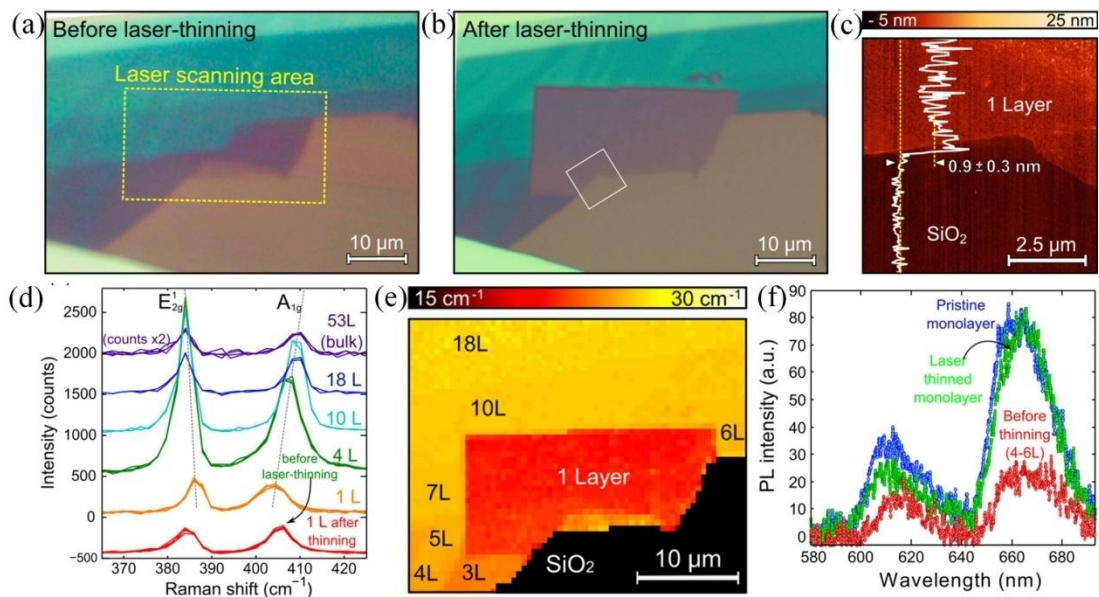 (a)
Before laser-thinning
Laser scanning area
10 µm
(b)
After laser-thinning
10 µm
(c)
- 5 nm
25 nm
1 Layer
0.9 ± 0.3 nm
SiO₂
2.5 µm
(d)
E¹₂g
A₁g
53L
(bulk)
(counts x2)
18 L
10 L
4 L
before
laser-thinning
1 L
1 L after
thinning
2500
2000
1500
1000
500
0
−500
Intensity (counts)
370
380
390
400
410
420
Raman shift (cm⁻¹)
(e)
15 cm⁻¹
30 cm⁻¹
18L
10L
6L
1 Layer
7L
5L
4L
3L
SiO₂
10 µm
(f)
90
80
70
60
50
40
30
20
10
0
PL intensity (a.u.)
Pristine
monolayer
Laser
thinned
monolayer
Before
thinning
(4-6L)
580
600
620
640
660
680
Wavelength (nm)